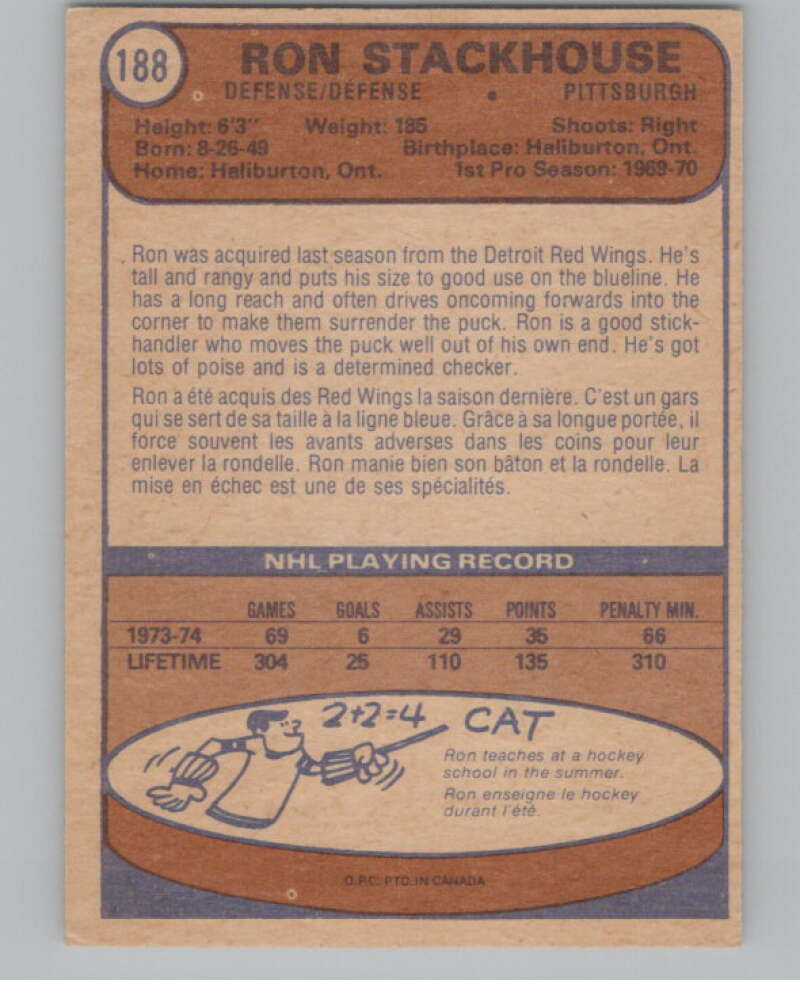 188
RON STACKHOUSE
DEFENSE/DÉFENSE • PITTSBURGH
Height: 6'3" Weight: 185 Shoots: Right
Born: 8-26-49 Birthplace: Haliburton, Ont.
Home: Haliburton, Ont. 1st Pro Season: 1969-70
Ron was acquired last season from the Detroit Red Wings. He's
tall and rangy and puts his size to good use on the blueline. He
has a long reach and often drives oncoming forwards into the
corner to make them surrender the puck. Ron is a good stick-
handler who moves the puck well out of his own end. He's got
lots of poise and is a determined checker.
Ron a été acquis des Red Wings la saison dernière. C'est un gars
qui se sert de sa taille à la ligne bleue. Grâce à sa longue portée, il
force souvent les avants adverses dans les coins pour leur
enlever la rondelle. Ron manie bien son bâton et la rondelle. La
mise en échec est une de ses spécialités.
NHL PLAYING RECORD
GAMES GOALS ASSISTS POINTS PENALTY MIN.
1973-74 69 6 29 35 66
LIFETIME 304 25 110 135 310
2+2=4 CAT
Ron teaches at a hockey
school in the summer.
Ron enseigne le hockey
durant l'été.
O.P.C. PTD. IN CANADA